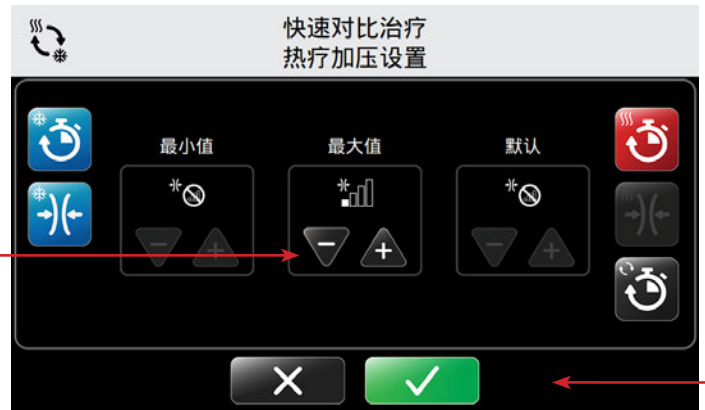 快速对比治疗
热疗加压设置
最小值
最大值
默认